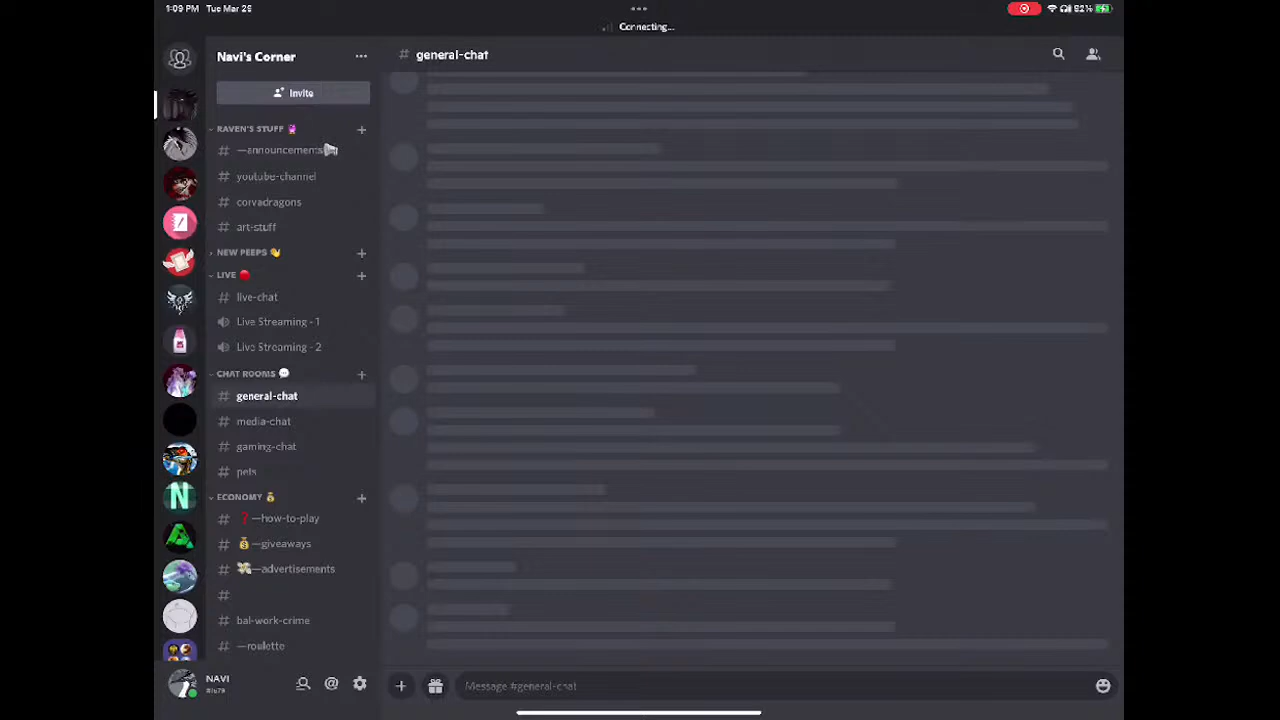 1:09 PM Tue Mar 29
92%
Connecting...
Navi's Corner
# general-chat
Invite
RAVEN'S STUFF
# —announcements
# youtube-channel
# corvadragons
# art-stuff
NEW PEEPS 👋
LIVE 🔴
# live-chat
Live Streaming - 1
Live Streaming - 2
CHAT ROOMS 💬
# general-chat
# media-chat
# gaming-chat
# pets
ECONOMY 💰
# ❓—how-to-play
# 💰—giveaways
# 💸—advertisements
#
# bal-work-crime
# —roulette
N
NAVI
Message #general-chat